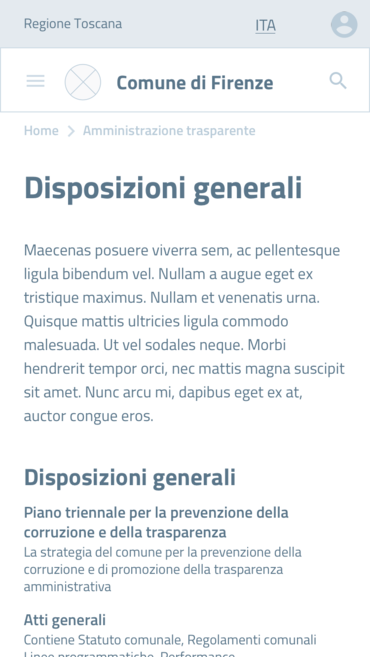 Regione Toscana
ITA
Comune di Firenze
Home
Amministrazione trasparente
Disposizioni generali
Maecenas posuere viverra sem, ac pellentesque
ligula bibendum vel. Nullam a augue eget ex
tristique maximus. Nullam et venenatis urna.
Quisque mattis ultricies ligula commodo
malesuada. Ut vel sodales neque. Morbi
hendrerit tempor orci, nec mattis magna suscipit
sit amet. Nunc arcu mi, dapibus eget ex at,
auctor congue eros.
Disposizioni generali
Piano triennale per la prevenzione della
corruzione e della trasparenza
La strategia del comune per la prevenzione della
corruzione e di promozione della trasparenza
amministrativa
Atti generali
Contiene Statuto comunale, Regolamenti comunali
Linee programmatiche, Performance